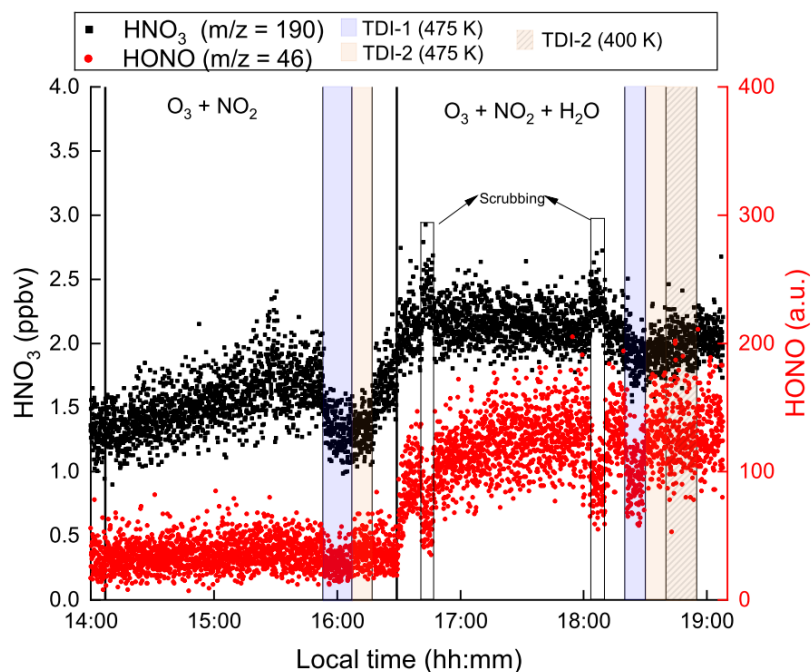 HNO₃ (m/z = 190)
HONO (m/z = 46)
TDI-1 (475 K)
TDI-2 (475 K)
TDI-2 (400 K)
O₃ + NO₂
O₃ + NO₂ + H₂O
Scrubbing
HNO₃ (ppbv)
4.0
3.5
3.0
2.5
2.0
1.5
1.0
0.5
0.0
400
300
200
100
0
HONO (a.u.)
14:00 15:00 16:00 17:00 18:00 19:00
Local time (hh:mm)